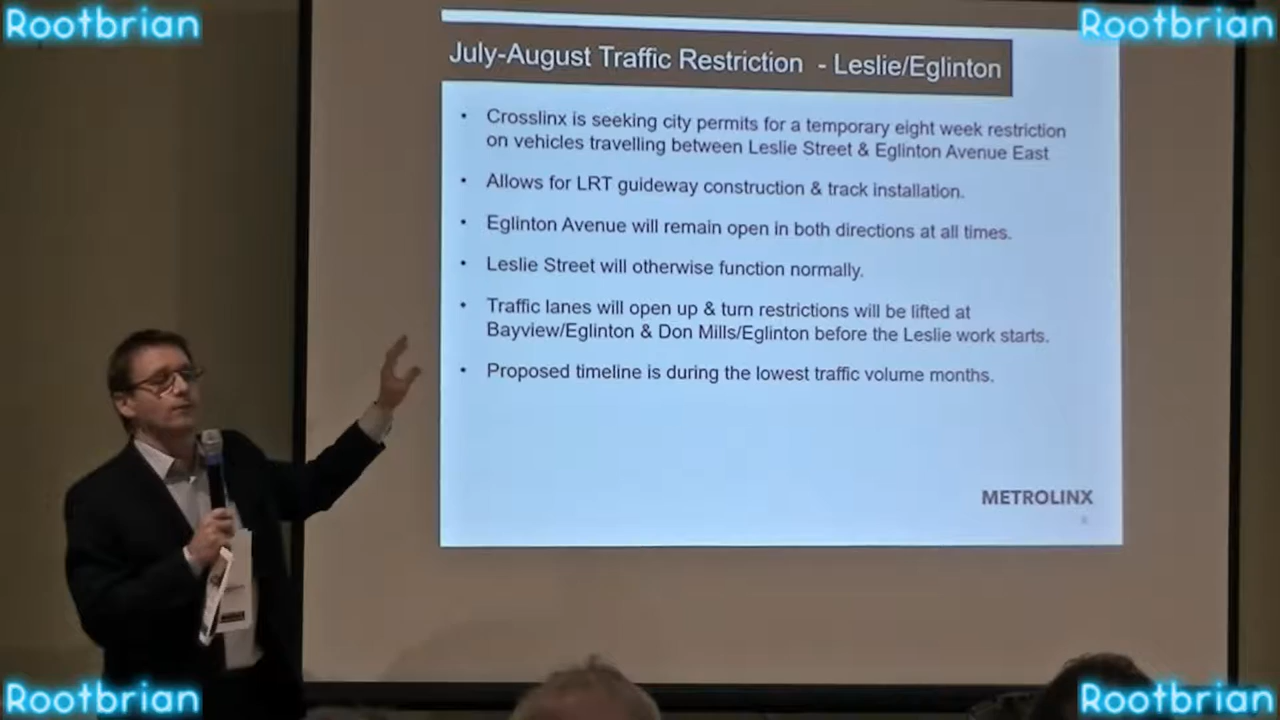 Rootbrian
Rootbrian
July-August Traffic Restriction - Leslie/Eglinton
• Crosslinx is seeking city permits for a temporary eight week restriction
on vehicles travelling between Leslie Street & Eglinton Avenue East
• Allows for LRT guideway construction & track installation.
• Eglinton Avenue will remain open in both directions at all times.
• Leslie Street will otherwise function normally.
• Traffic lanes will open up & turn restrictions will be lifted at
Bayview/Eglinton & Don Mills/Eglinton before the Leslie work starts.
• Proposed timeline is during the lowest traffic volume months.
METROLINX
Rootbrian
Rootbrian